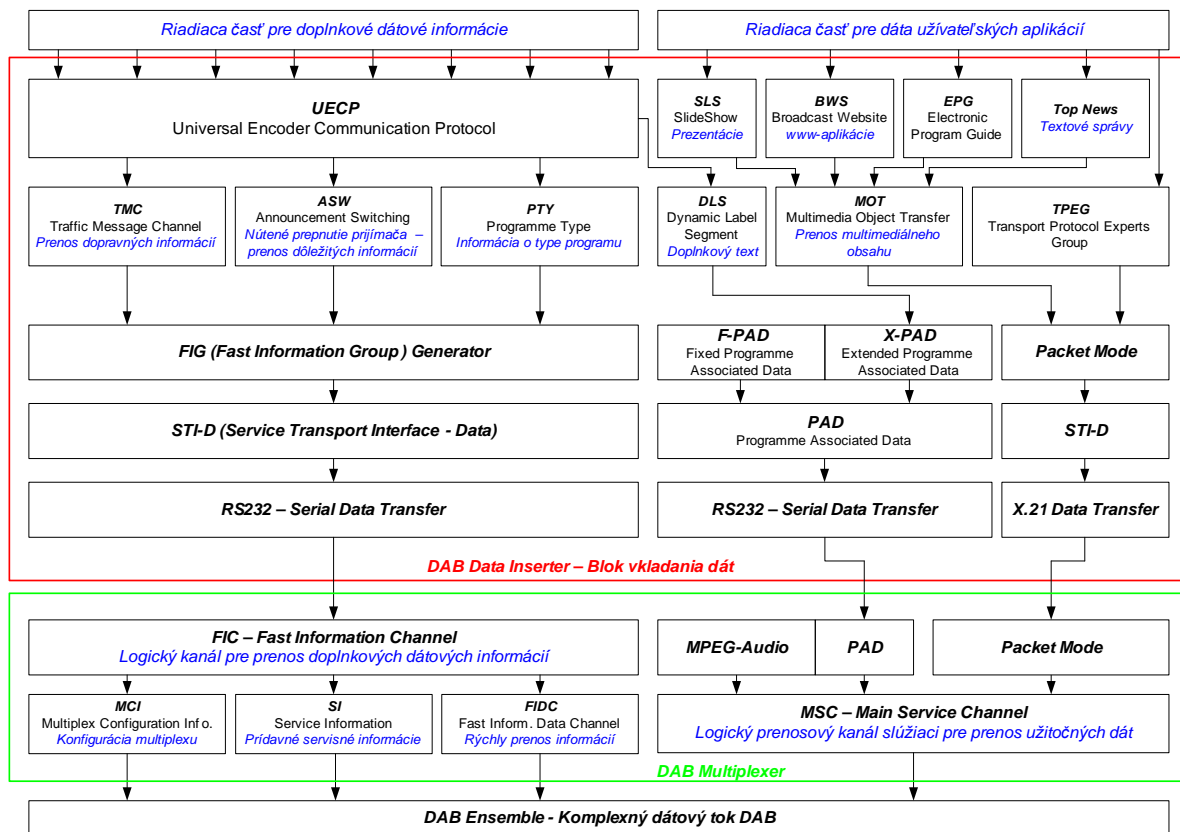 Riadiaca časť pre doplnkové dátové informácie
Riadiaca časť pre dáta užívateľských aplikácií
UECP
Universal Encoder Communication Protocol
SLS
SlideShow
Prezentácie
BWS
Broadcast Website
www-aplikácie
EPG
Electronic
Program Guide
Top News
Textové správy
TMC
Traffic Message Channel
Prenos dopravných informácií
ASW
Announcement Switching
Nútené prepnutie prijímača –
prenos dôležitých informácií
PTY
Programme Type
Informácia o type programu
DLS
Dynamic Label
Segment
Doplnkový text
MOT
Multimedia Object Transfer
Prenos multimediálneho
obsahu
TPEG
Transport Protocol Experts
Group
FIG (Fast Information Group) Generator
F-PAD
Fixed Programme
Associated Data
X-PAD
Extended Programme
Associated Data
Packet Mode
STI-D (Service Transport Interface - Data)
PAD
Programme Associated Data
STI-D
RS232 – Serial Data Transfer
RS232 – Serial Data Transfer
X.21 Data Transfer
DAB Data Inserter – Blok vkladania dát
FIC – Fast Information Channel
Logický kanál pre prenos doplnkových dátových informácií
MPEG-Audio
PAD
Packet Mode
MCI
Multiplex Configuration Info.
Konfigurácia multiplexu
SI
Service Information
Prídavné servisné informácie
FIDC
Fast Inform. Data Channel
Rýchly prenos informácií
MSC – Main Service Channel
Logický prenosový kanál slúžiaci pre prenos užitočných dát
DAB Multiplexer
DAB Ensemble - Komplexný dátový tok DAB